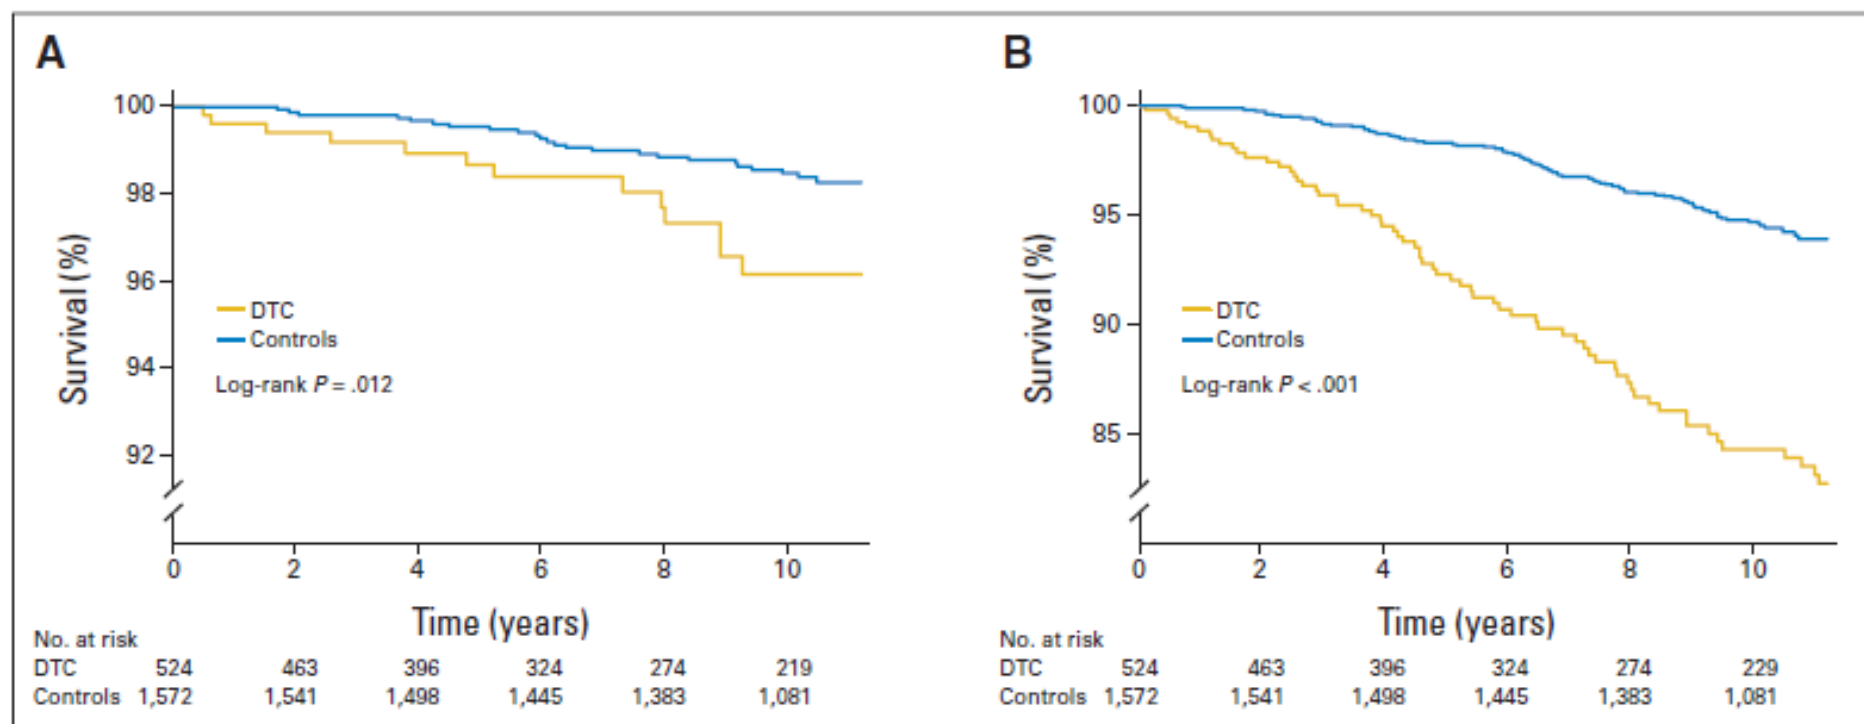 A
100
98
96
94
92
Survival (%)
DTC
Controls
Log-rank P = .012
0 2 4 6 8 10
Time (years)
No. at risk
DTC 524 463 396 324 274 219
Controls 1,572 1,541 1,498 1,445 1,383 1,081
B
100
95
90
85
Survival (%)
DTC
Controls
Log-rank P < .001
0 2 4 6 8 10
Time (years)
No. at risk
DTC 524 463 396 324 274 229
Controls 1,572 1,541 1,498 1,445 1,383 1,081